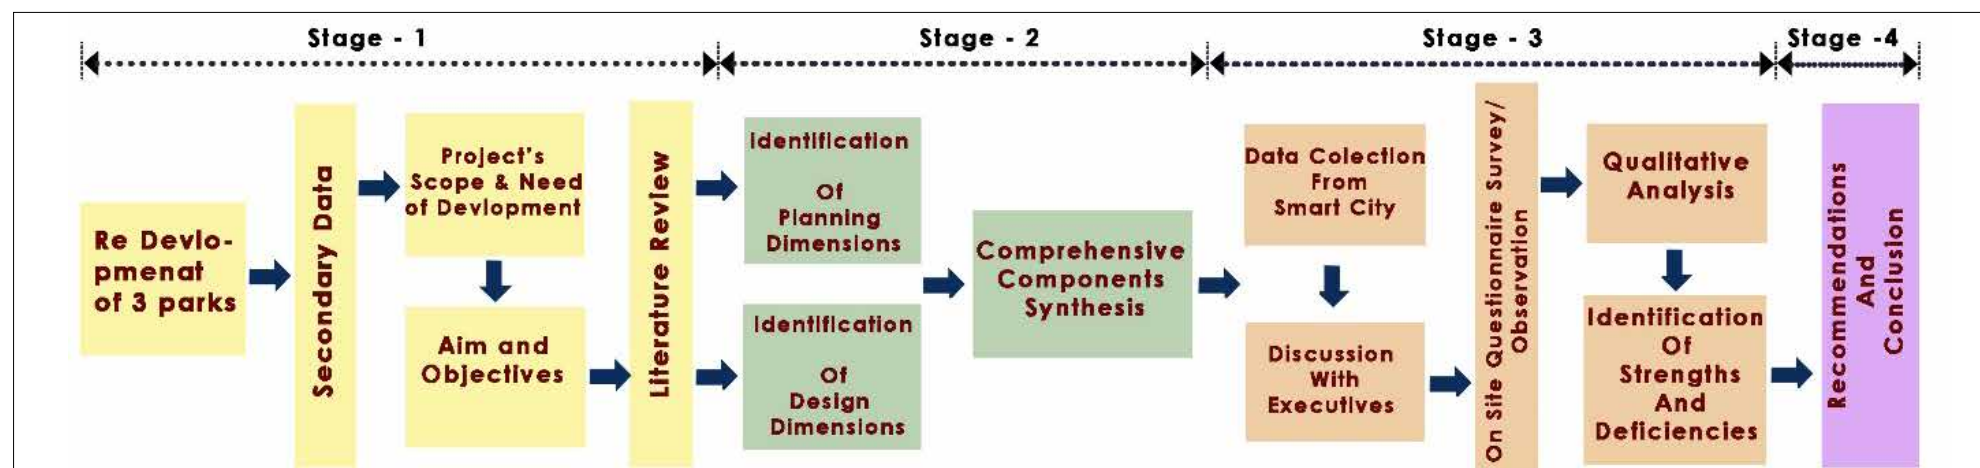 Stage - 1
Stage - 2
Stage - 3
Stage -4
Re Devlo-
pmenat
of 3 parks
Secondary Data
Project's
Scope & Need
of Devlopment
Aim and
Objectives
Literature Review
Identification
Of
Planning
Dimensions
Identification
Of
Design
Dimensions
Comprehensive
Components
Synthesis
Data Colection
From
Smart City
Discussion
With
Executives
On Site Questionnaire Survey/
Observation
Qualitative
Analysis
Identification
Of
Strengths
And
Deficiencies
Recommendations
And
Conclusion